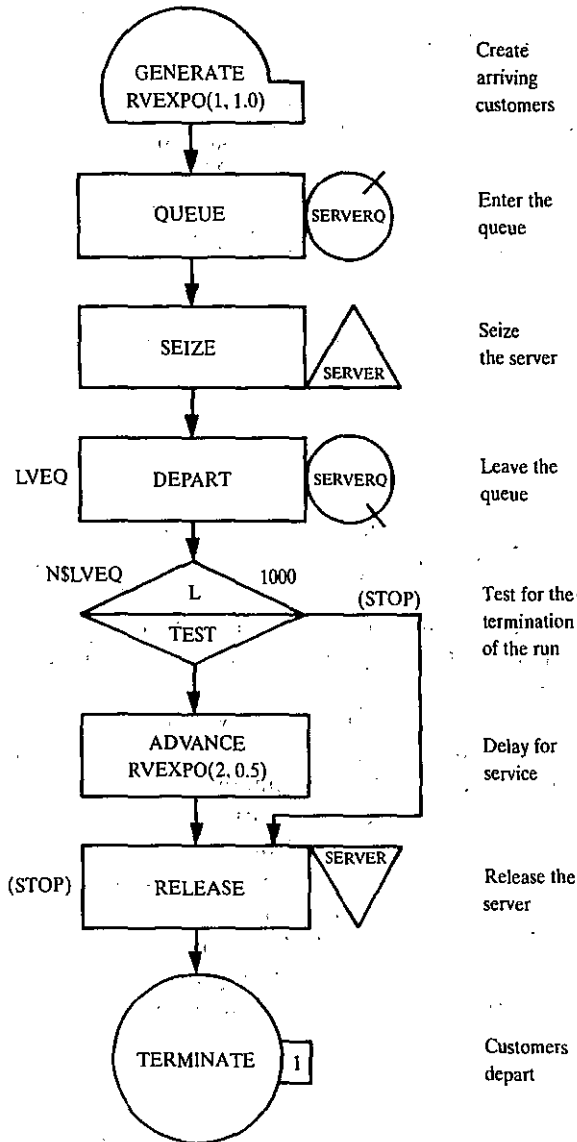 GENERATE
RVEXPO(1, 1.0)
Create
arriving
customers
QUEUE
SERVERQ
Enter the
queue
SEIZE
SERVER
Seize
the server
LVEQ
DEPART
SERVERQ
Leave the
queue
N$LVEQ
L
1000
(STOP)
TEST
Test for the
termination
of the run
ADVANCE
RVEXPO(2, 0.5)
Delay for
service
(STOP)
RELEASE
SERVER
Release the
server
TERMINATE
1
Customers
depart